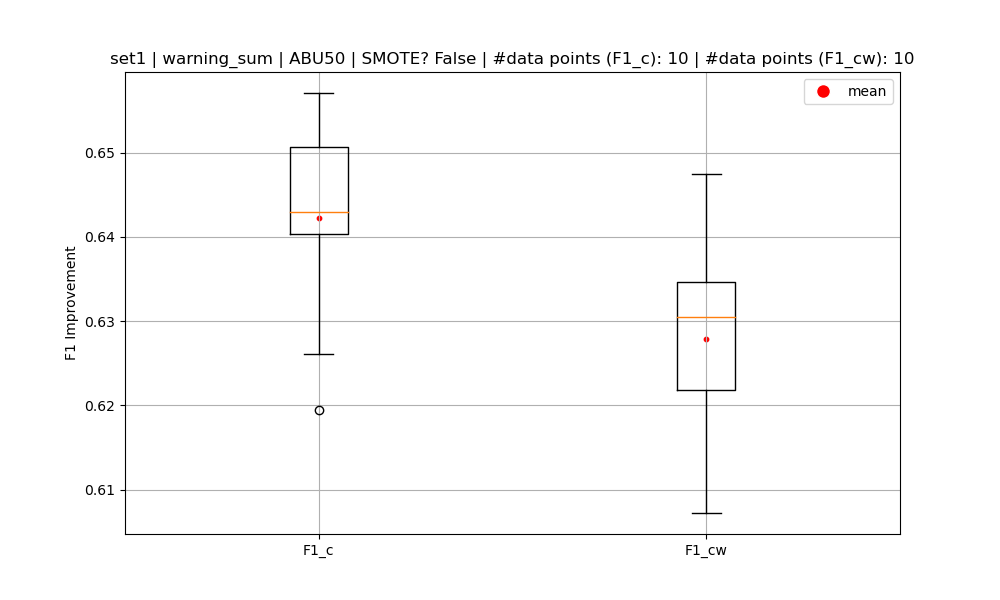 set1 | warning_sum | ABU50 | SMOTE? False | #data points (F1_c): 10 | #data points (F1_cw): 10
mean
0.65
0.64
0.63
0.62
0.61
F1 Improvement
F1_c
F1_cw